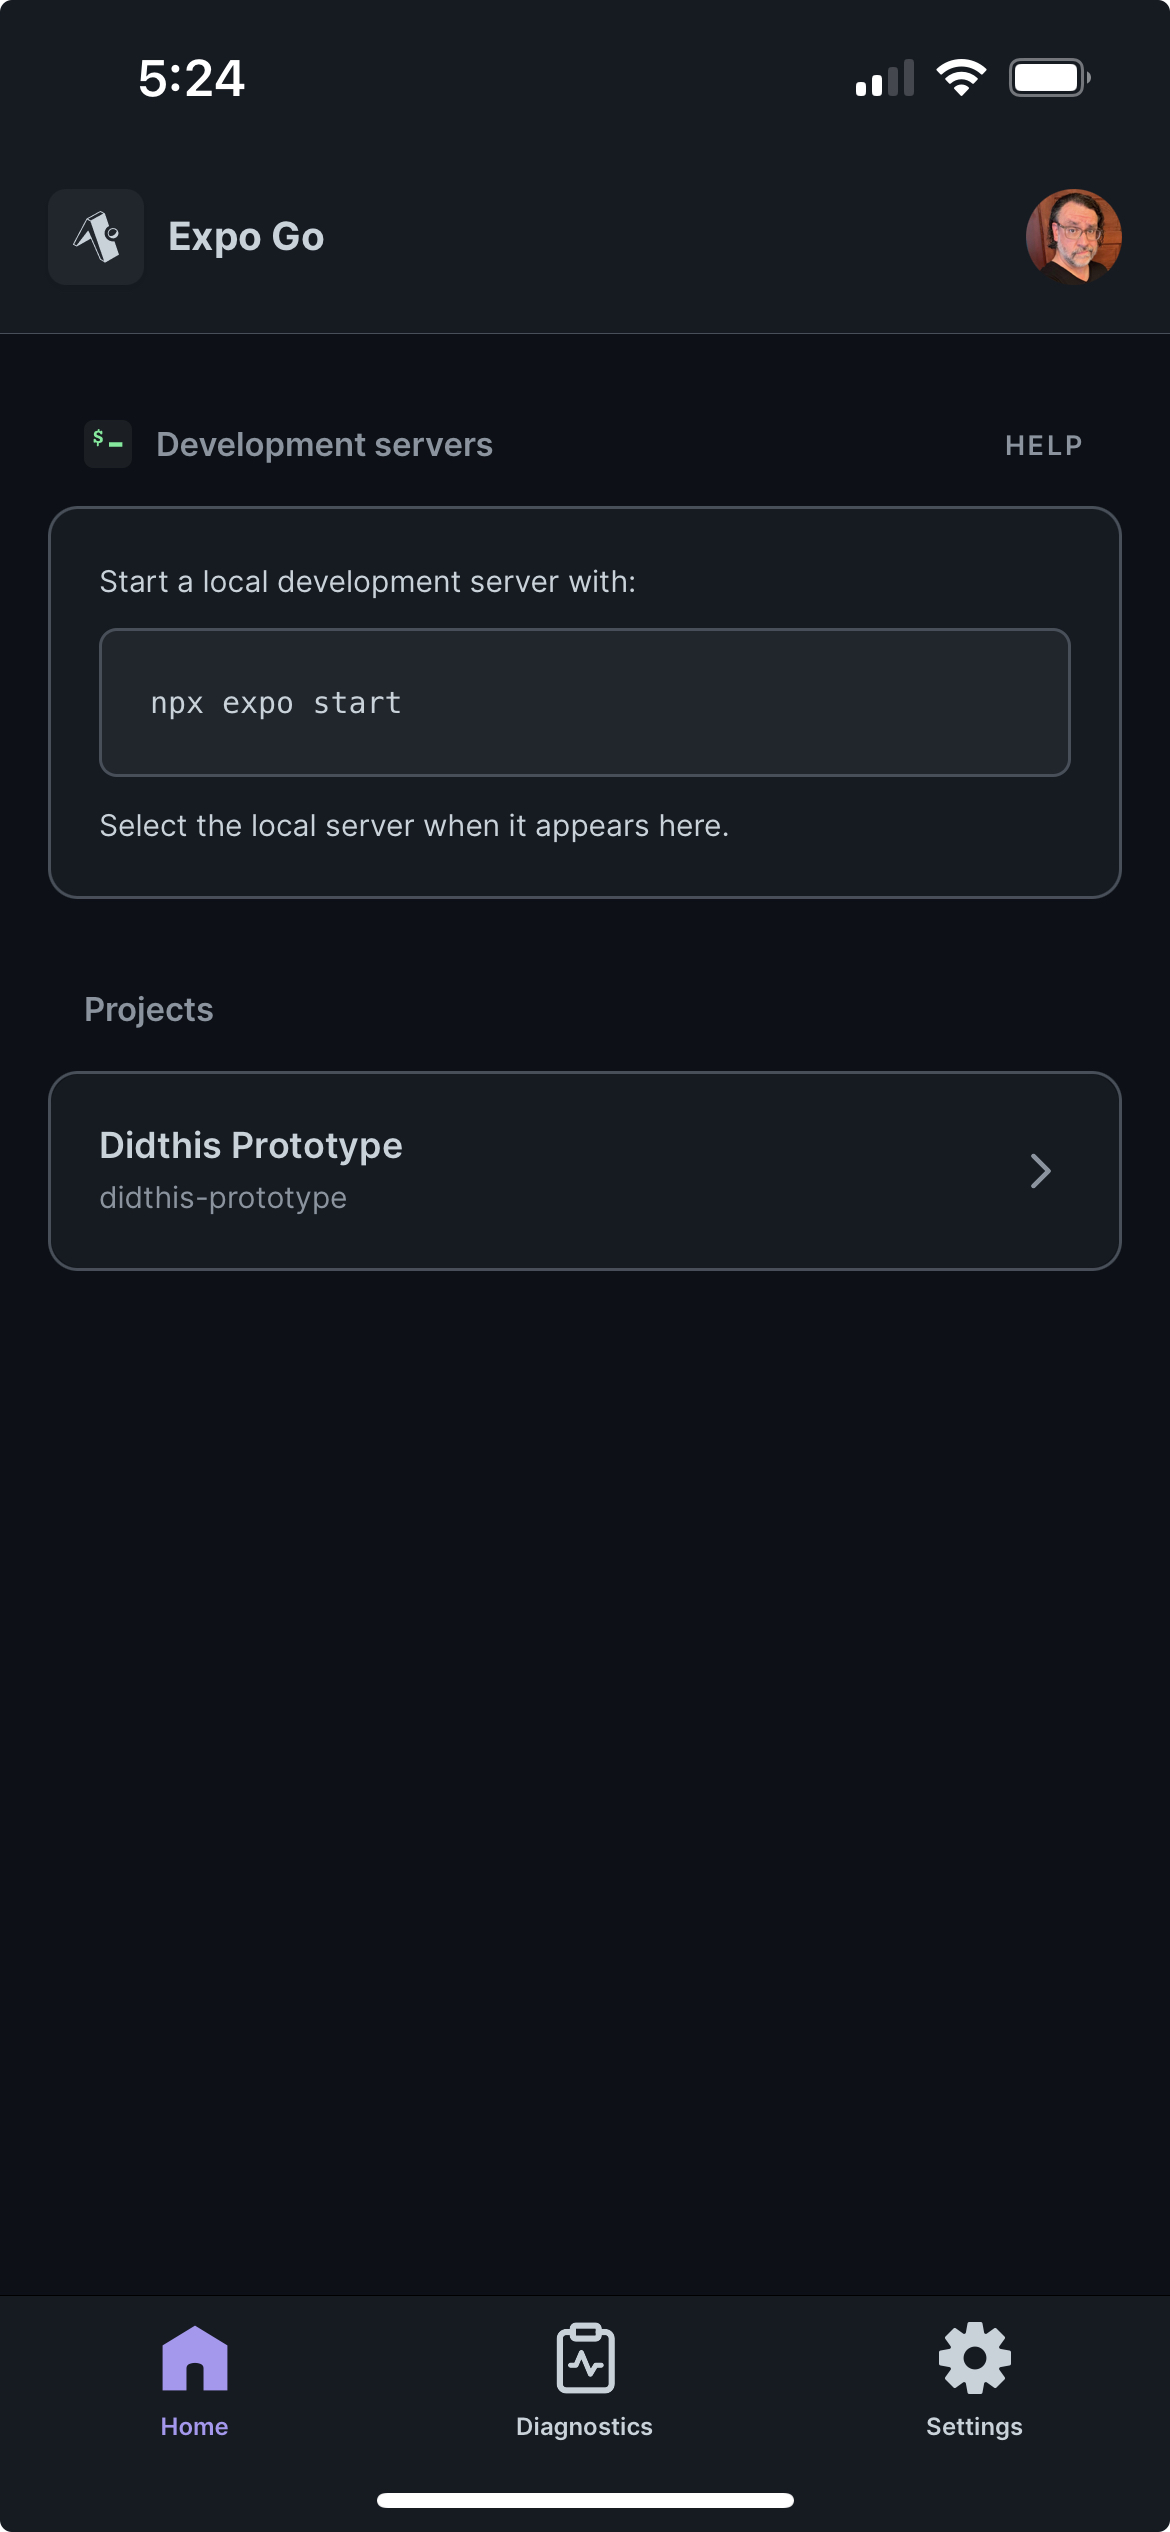 5:24
Expo Go
$
Development servers
HELP
Start a local development server with:
npx expo start
Select the local server when it appears here.
Projects
Didthis Prototype
didthis-prototype
Home
Diagnostics
Settings